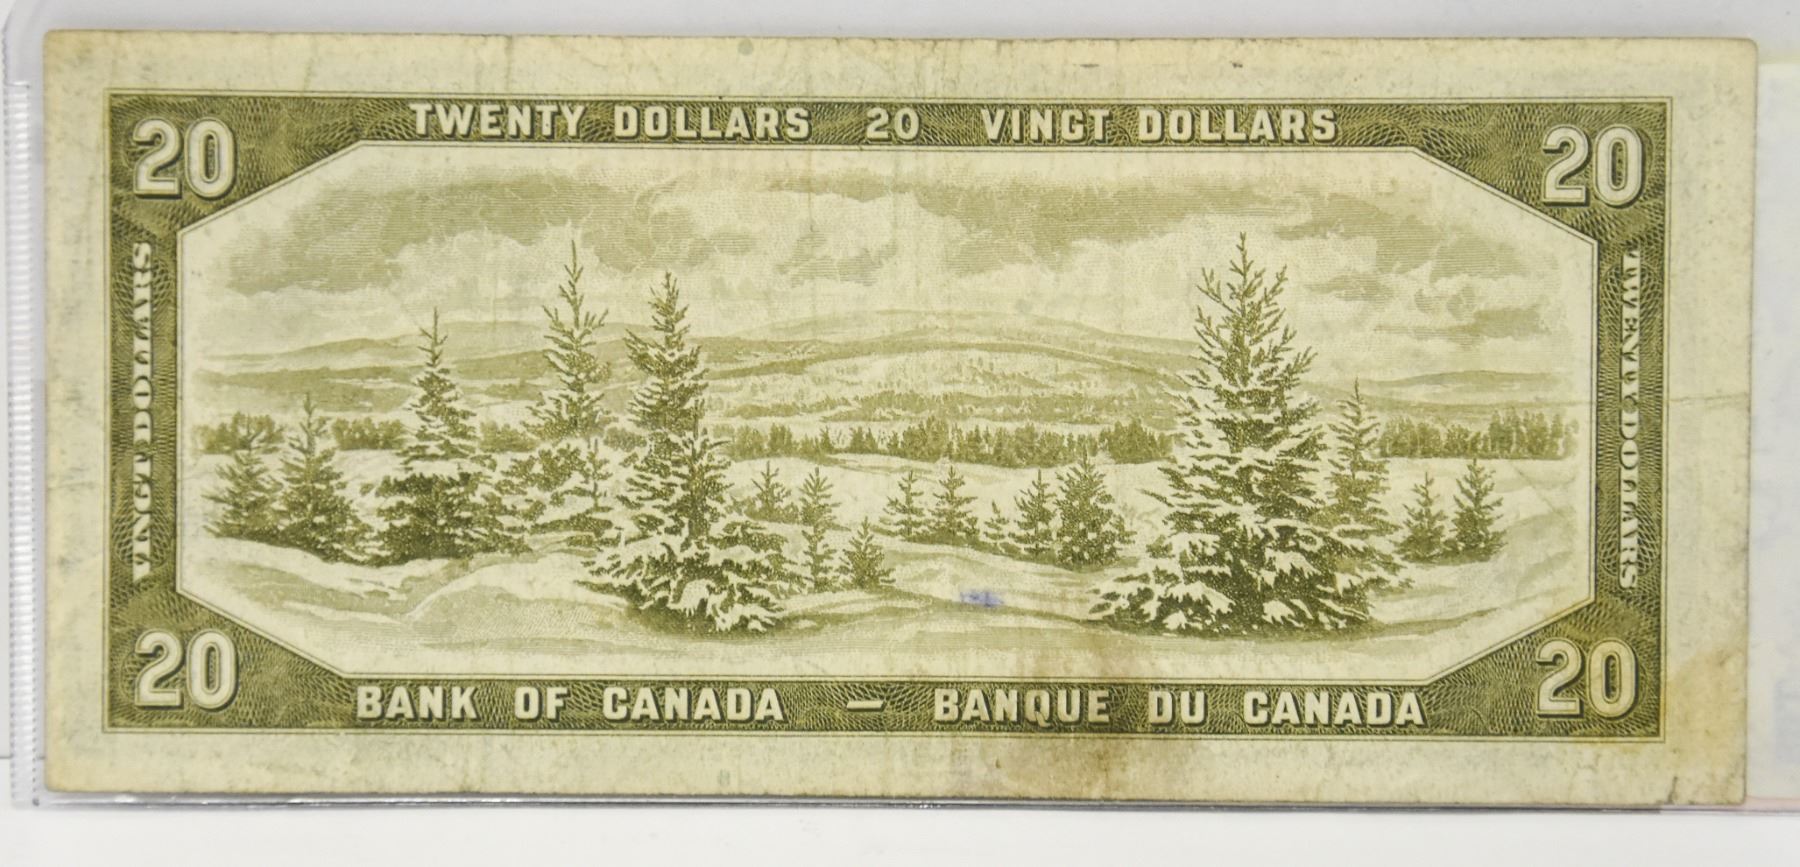 TWENTY DOLLARS 20 VINGT DOLLARS
20
20
VINGT DOLLARS
TWENTY DOLLARS
20
20
BANK OF CANADA — BANQUE DU CANADA